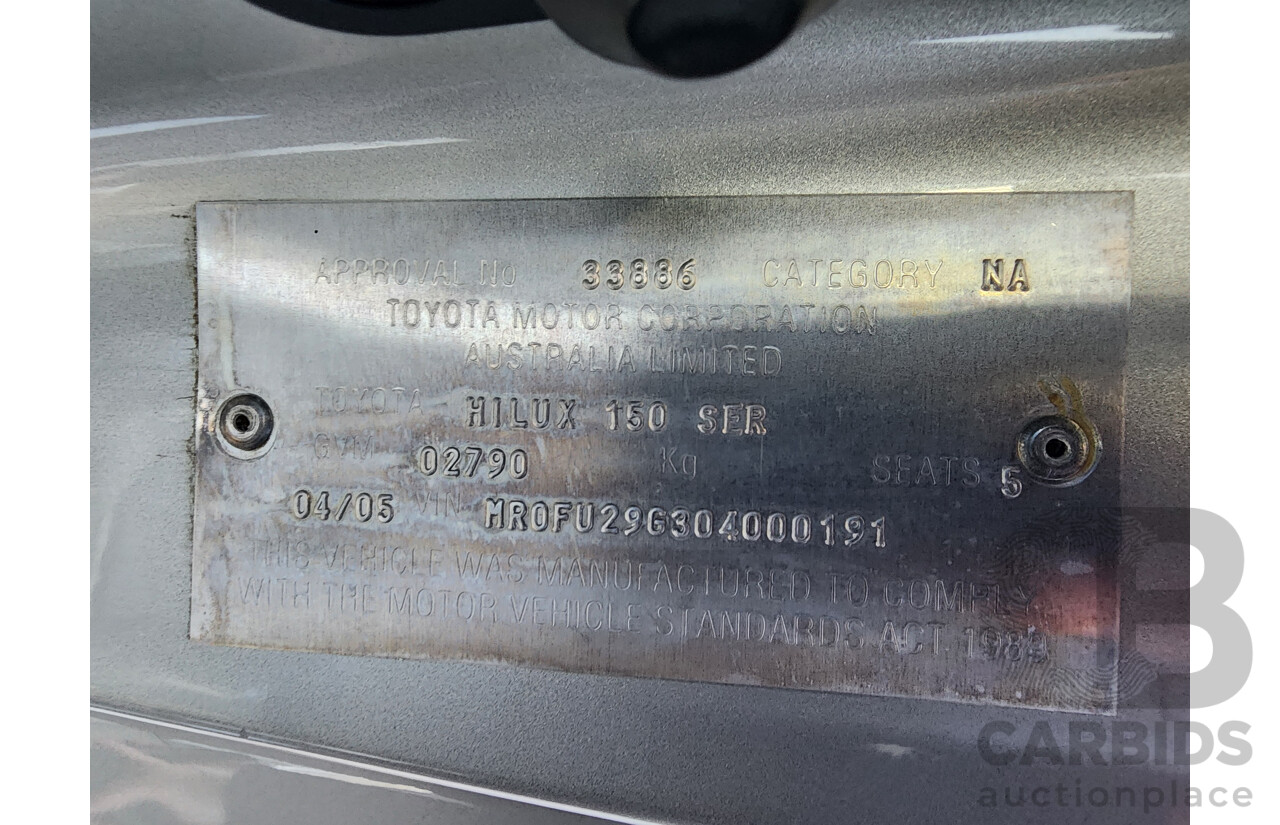 APPROVAL No 33886 CATEGORY NA
TOYOTA MOTOR CORPORATION
AUSTRALIA LIMITED
TOYOTA HILUX 150 SER
GVM 02790 Kg SEATS 5
04/05 VIN MR0FU29G304000191
THIS VEHICLE WAS MANUFACTURED TO COMPLY
WITH THE MOTOR VEHICLE STANDARDS ACT 1989
CARBIDS
auctionplace